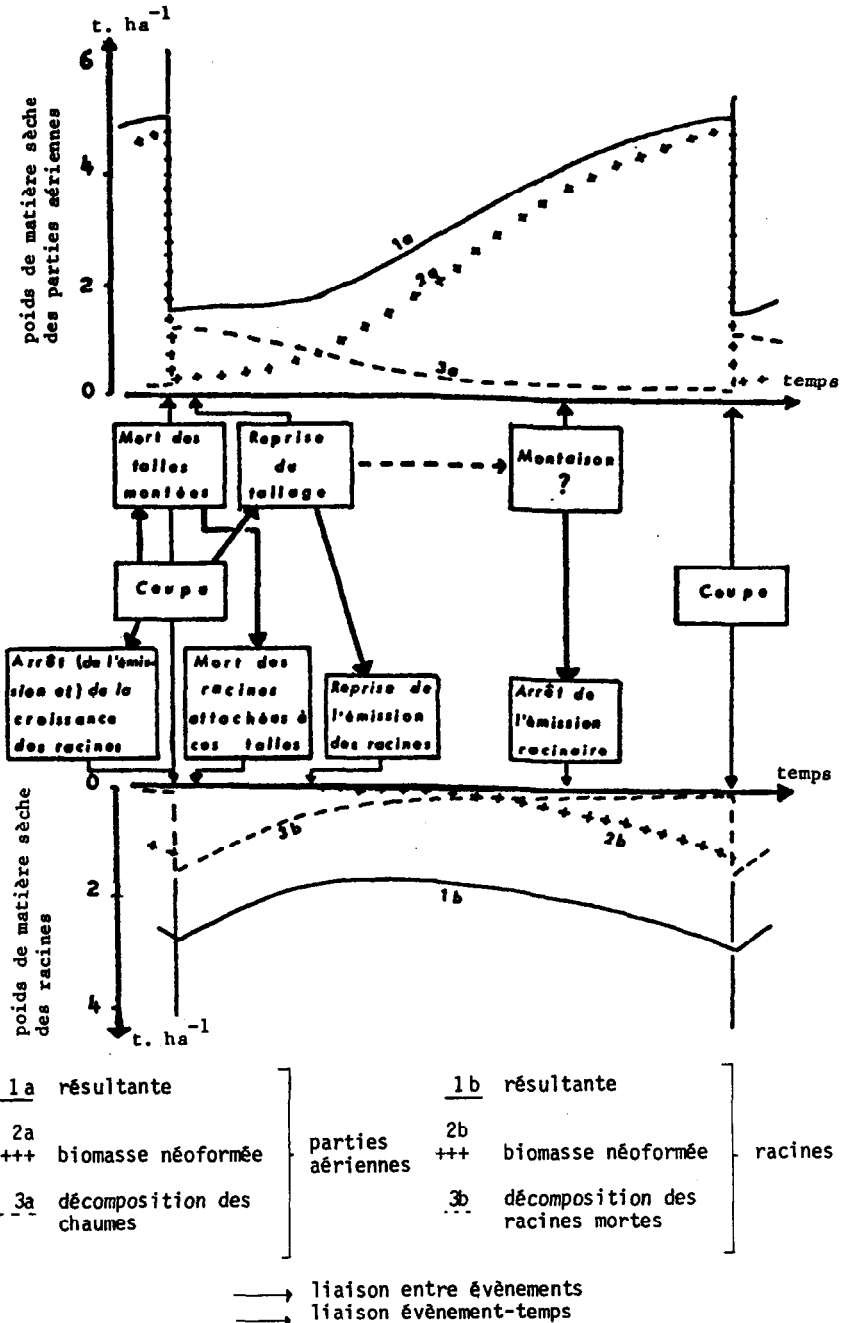 t. ha-1
6
4
2
0
poids de matière sèche
des parties aériennes
1a
2a
3a
temps
Mort des
talles
montées
Reprise
du
tallage
Montaison
?
Coupe
Coupe
Arrêt (de l'émis-
sion et) de la
croissance
des racines
Mort des
racines
attachées à
ces talles
Reprise de
l'émission
des racines
Arrêt de
l'émission
racinaire
temps
0
2
4
poids de matière sèche
des racines
3b
2b
1b
t. ha-1
1a résultante
2a
+++ biomasse néoformée
3a décomposition des
--- chaumes
parties
aériennes
1b résultante
2b
+++ biomasse néoformée
3b décomposition des
--- racines mortes
racines
→ liaison entre évènements
→ liaison évènement-temps